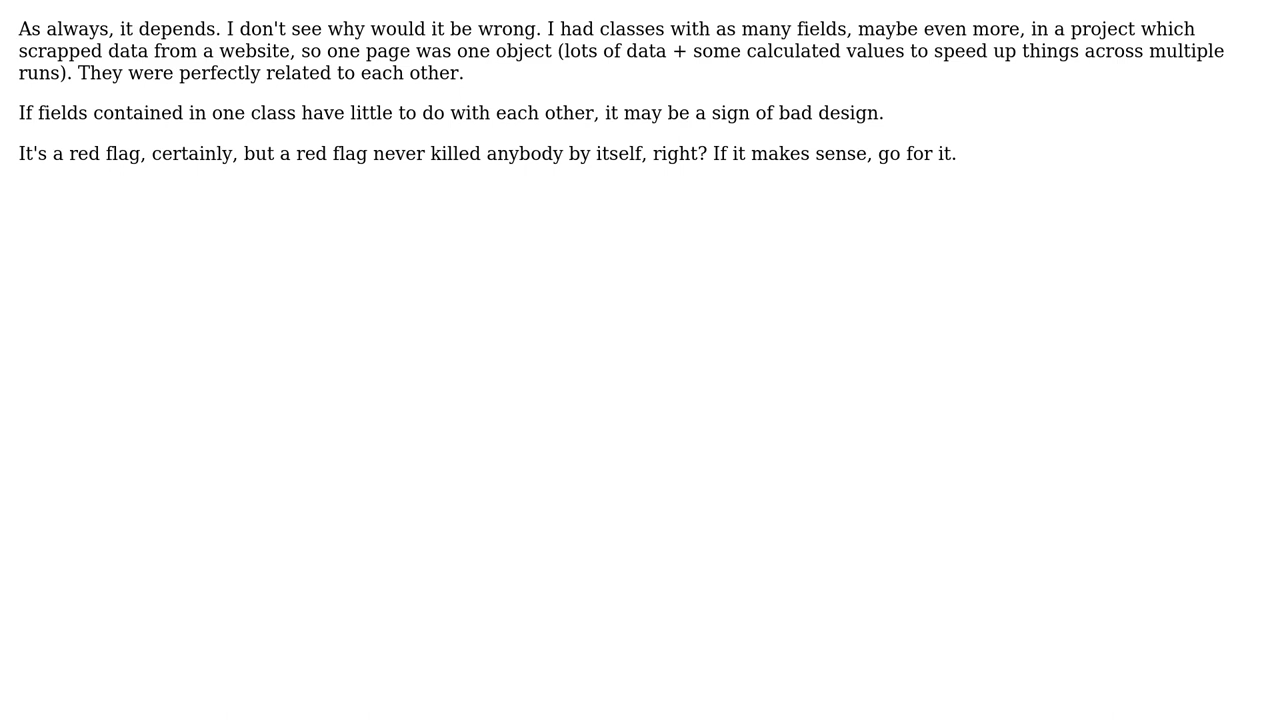 As always, it depends. I don't see why would it be wrong. I had classes with as many fields, maybe even more, in a project which
scrapped data from a website, so one page was one object (lots of data + some calculated values to speed up things across multiple
runs). They were perfectly related to each other.
If fields contained in one class have little to do with each other, it may be a sign of bad design.
It's a red flag, certainly, but a red flag never killed anybody by itself, right? If it makes sense, go for it.